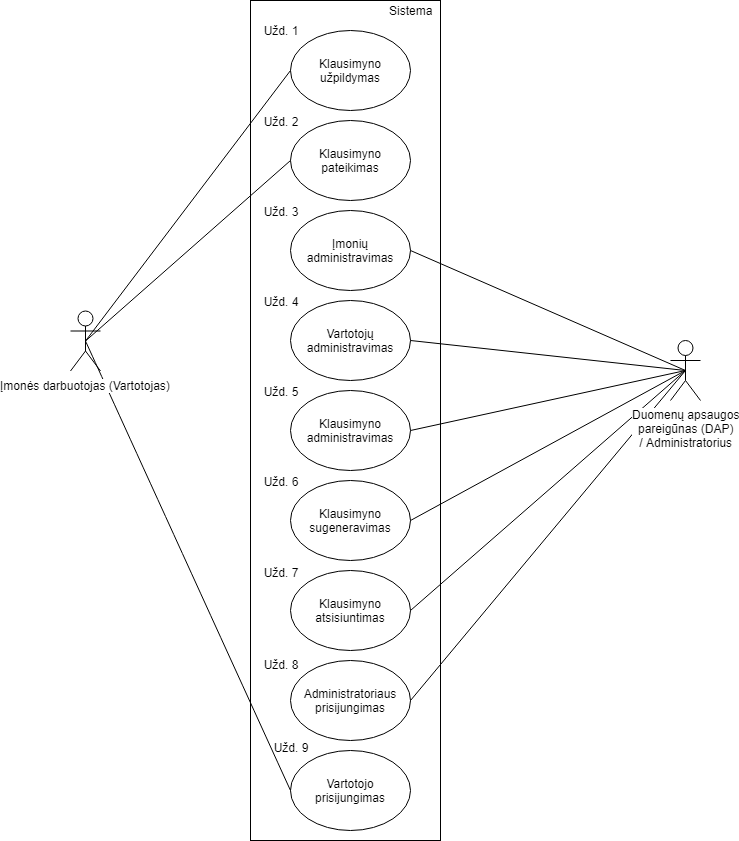 Sistema
Užd. 1
Klausimyno
užpildymas
Užd. 2
Klausimyno
pateikimas
Užd. 3
Įmonių
administravimas
Užd. 4
Vartotojų
administravimas
Įmonės darbuotojas (Vartotojas)
Užd. 5
Klausimyno
administravimas
Duomenų apsaugos
pareigūnas (DAP)
/ Administratorius
Užd. 6
Klausimyno
sugeneravimas
Užd. 7
Klausimyno
atsisiuntimas
Užd. 8
Administratoriaus
prisijungimas
Užd. 9
Vartotojo
prisijungimas